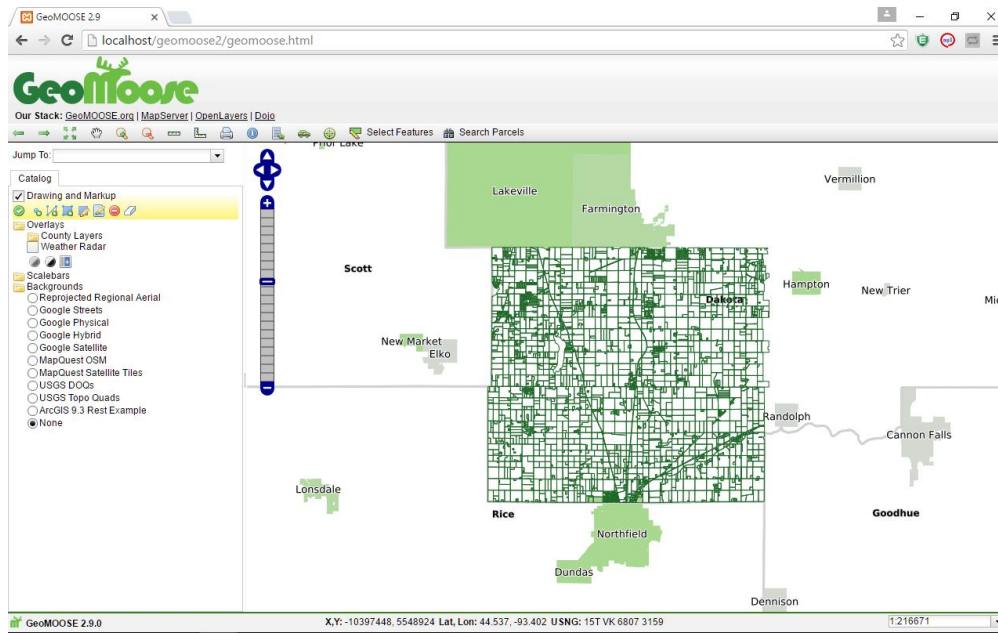 GeoMOOSE 2.9
localhost/geomoose2/geomoose.html
GeoMoose
Our Stack: GeoMOOSE.org | MapServer | OpenLayers | Dojo
Select Features Search Parcels
Jump To:
Catalog
Drawing and Markup
Overlays
County Layers
Weather Radar
Scalebars
Backgrounds
Reprojected Regional Aerial
Google Streets
Google Physical
Google Hybrid
Google Satellite
MapQuest OSM
MapQuest Satellite Tiles
USGS DOQs
USGS Topo Quads
ArcGIS 9.3 Rest Example
None
Prior Lake
Lakeville
Vermillion
Farmington
Scott
Hampton
New Trier
Dakota
New Market
Elko
Randolph
Cannon Falls
Lonsdale
Rice
Goodhue
Northfield
Dundas
Dennison
GeoMOOSE 2.9.0
X,Y: -10397448, 5548924 Lat, Lon: 44.537, -93.402 USNG: 15T VK 6807 3159
1:216671